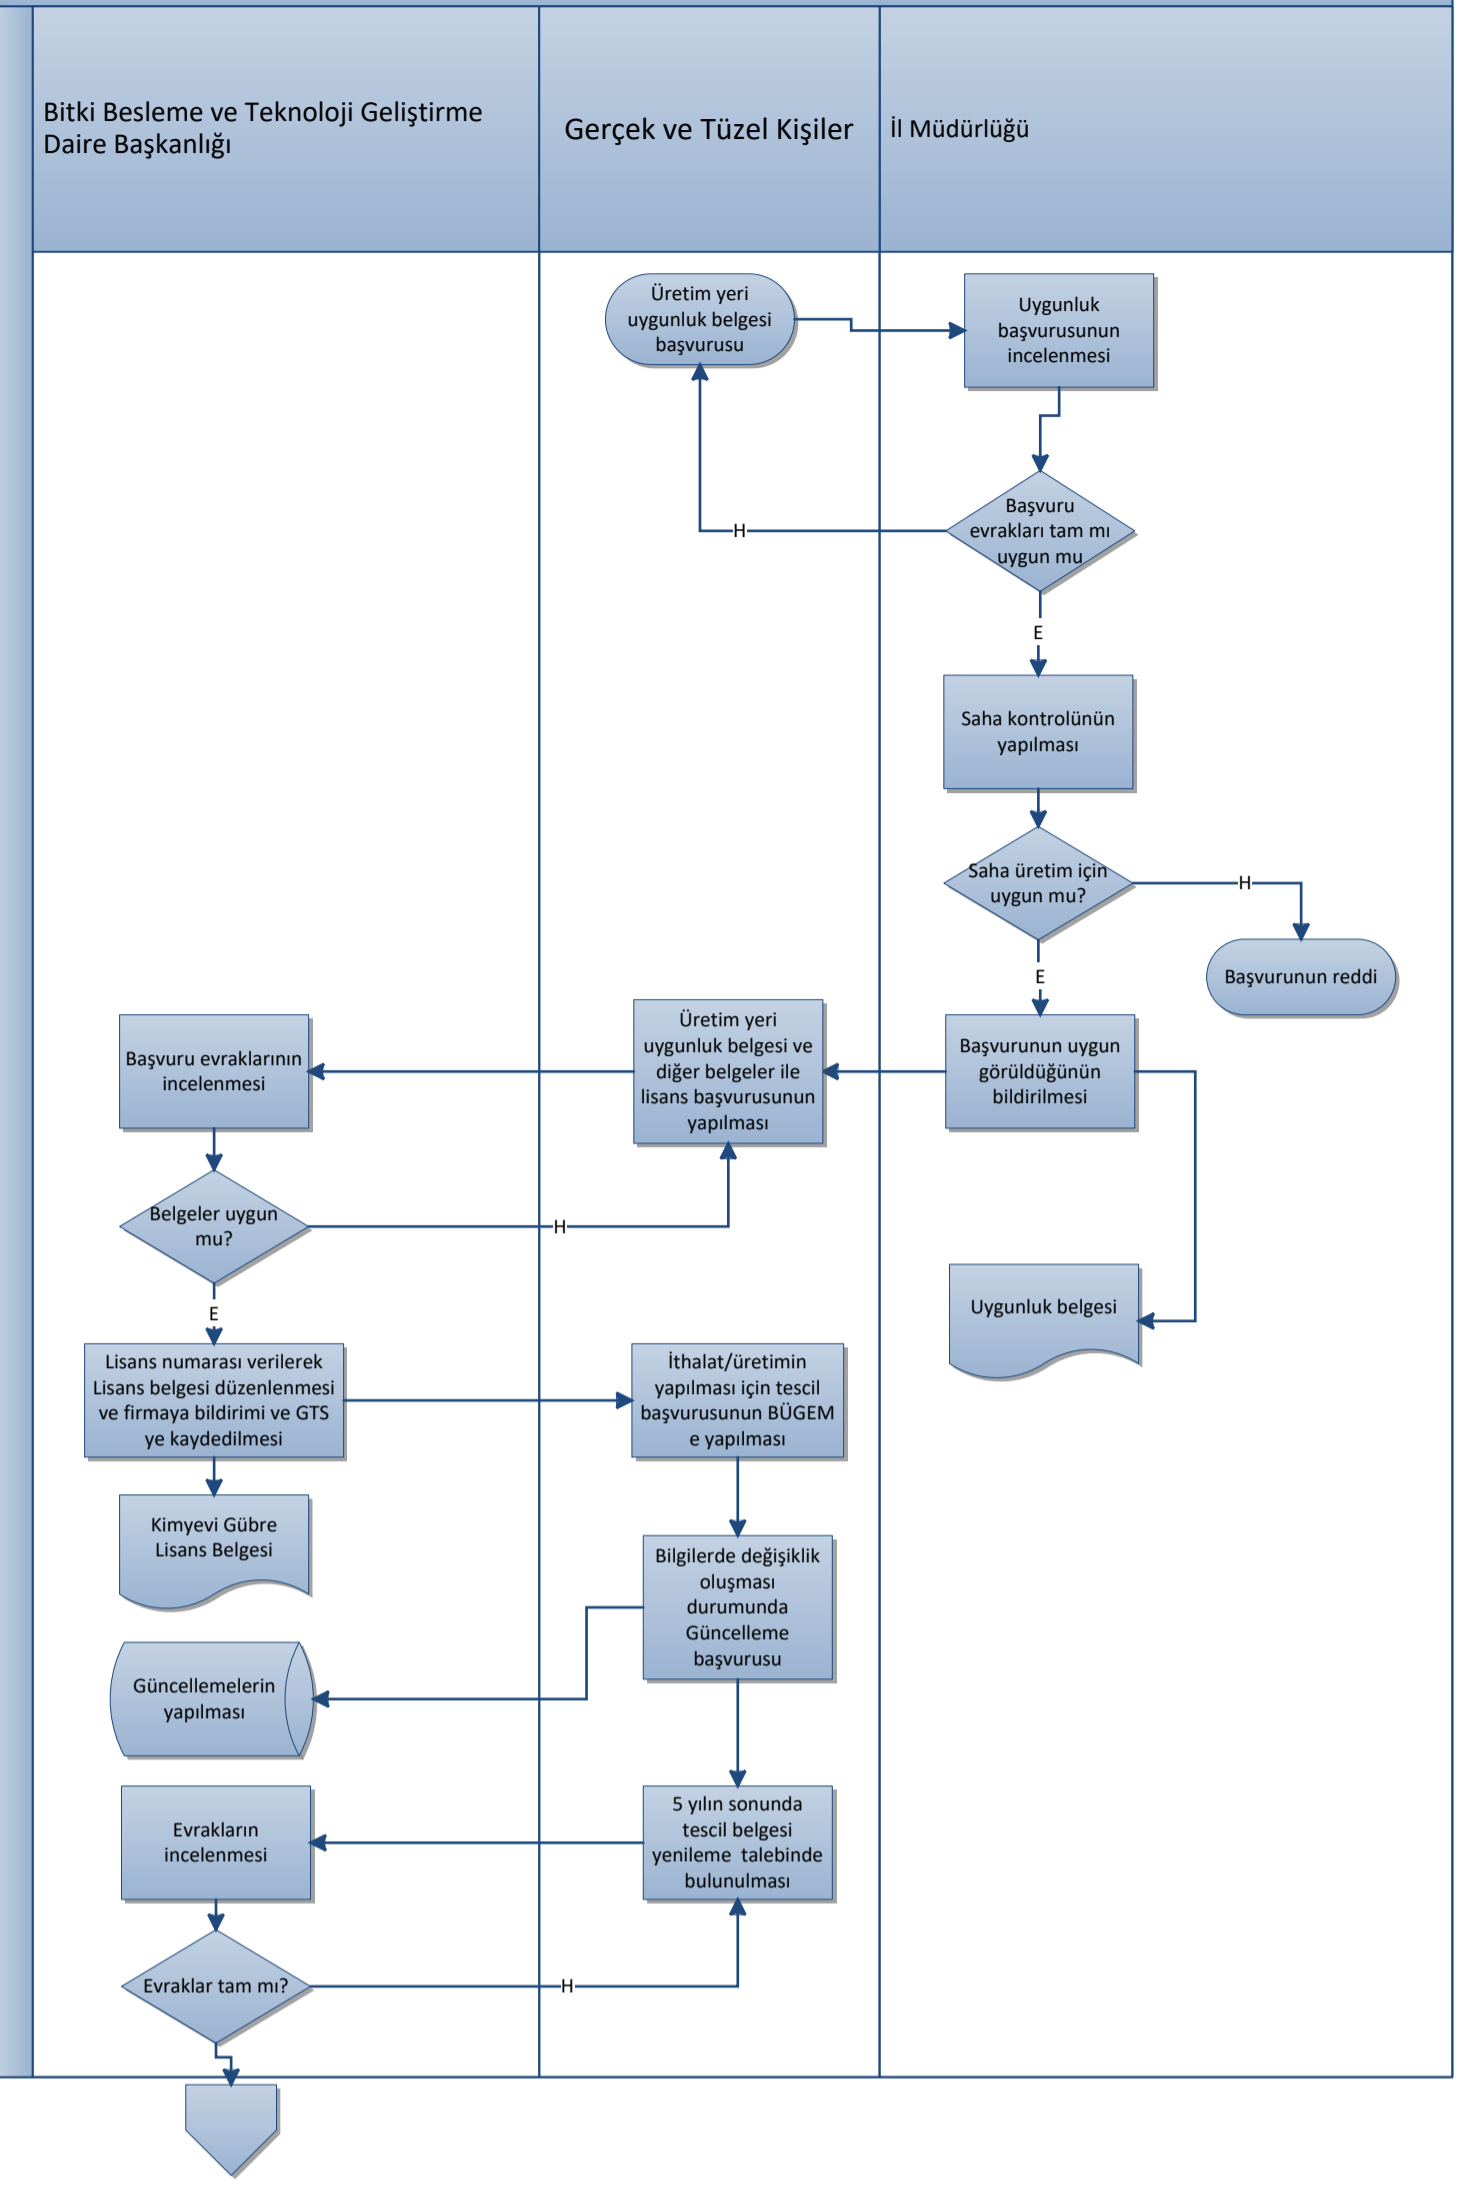 Bitki Besleme ve Teknoloji Geliştirme
Daire Başkanlığı
Gerçek ve Tüzel Kişiler
İl Müdürlüğü
Üretim yeri
uygunluk belgesi
başvurusu
Uygunluk
başvurusunun
incelenmesi
Başvuru
evrakları tam mı
uygun mu
H
E
Saha kontrolünün
yapılması
Saha üretim için
uygun mu?
H
Başvurunun reddi
E
Başvurunun uygun
görüldüğünün
bildirilmesi
Üretim yeri
uygunluk belgesi ve
diğer belgeler ile
lisans başvurusunun
yapılması
Başvuru evraklarının
incelenmesi
Belgeler uygun
mu?
H
E
Uygunluk belgesi
Lisans numarası verilerek
Lisans belgesi düzenlenmesi
ve firmaya bildirimi ve GTS
ye kaydedilmesi
İthalat/üretimin
yapılması için tescil
başvurusunun BÜGEM
e yapılması
Kimyevi Gübre
Lisans Belgesi
Bilgilerde değişiklik
oluşması
durumunda
Güncelleme
başvurusu
Güncellemelerin
yapılması
5 yılın sonunda
tescil belgesi
yenileme  talebinde
bulunulması
Evrakların
incelenmesi
Evraklar tam mı?
H